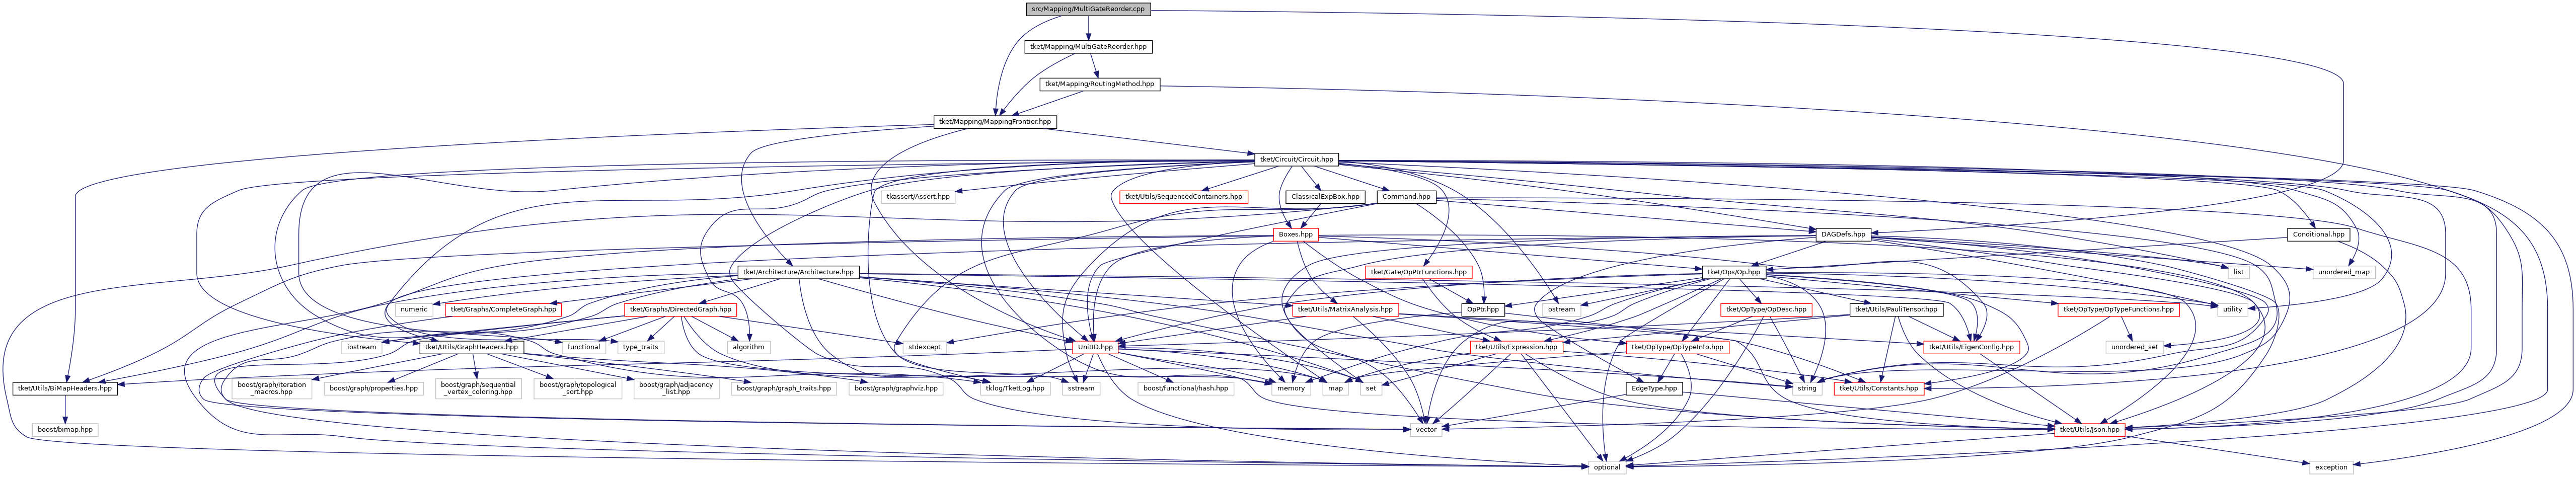 src/Mapping/MultiGateReorder.cpp
tket/Mapping/MultiGateReorder.hpp
tket/Mapping/RoutingMethod.hpp
tket/Mapping/MappingFrontier.hpp
tket/Circuit/Circuit.hpp
tkassert/Assert.hpp
tket/Utils/SequencedContainers.hpp
ClassicalExpBox.hpp
Command.hpp
Boxes.hpp
DAGDefs.hpp
Conditional.hpp
tket/Architecture/Architecture.hpp
tket/Gate/OpPtrFunctions.hpp
tket/Ops/Op.hpp
list
unordered_map
numeric
tket/Graphs/CompleteGraph.hpp
tket/Graphs/DirectedGraph.hpp
tket/Utils/MatrixAnalysis.hpp
OpPtr.hpp
ostream
tket/OpType/OpDesc.hpp
tket/Utils/PauliTensor.hpp
tket/OpType/OpTypeFunctions.hpp
utility
iostream
tket/Utils/GraphHeaders.hpp
functional
type_traits
algorithm
stdexcept
UnitID.hpp
tket/Utils/Expression.hpp
tket/OpType/OpTypeInfo.hpp
tket/Utils/EigenConfig.hpp
unordered_set
tket/Utils/BiMapHeaders.hpp
boost/graph/iteration
_macros.hpp
boost/graph/properties.hpp
boost/graph/sequential
_vertex_coloring.hpp
boost/graph/topological
_sort.hpp
boost/graph/adjacency
_list.hpp
boost/graph/graph_traits.hpp
boost/graph/graphviz.hpp
tklog/TketLog.hpp
sstream
boost/functional/hash.hpp
memory
map
set
EdgeType.hpp
string
tket/Utils/Constants.hpp
boost/bimap.hpp
vector
tket/Utils/Json.hpp
optional
exception